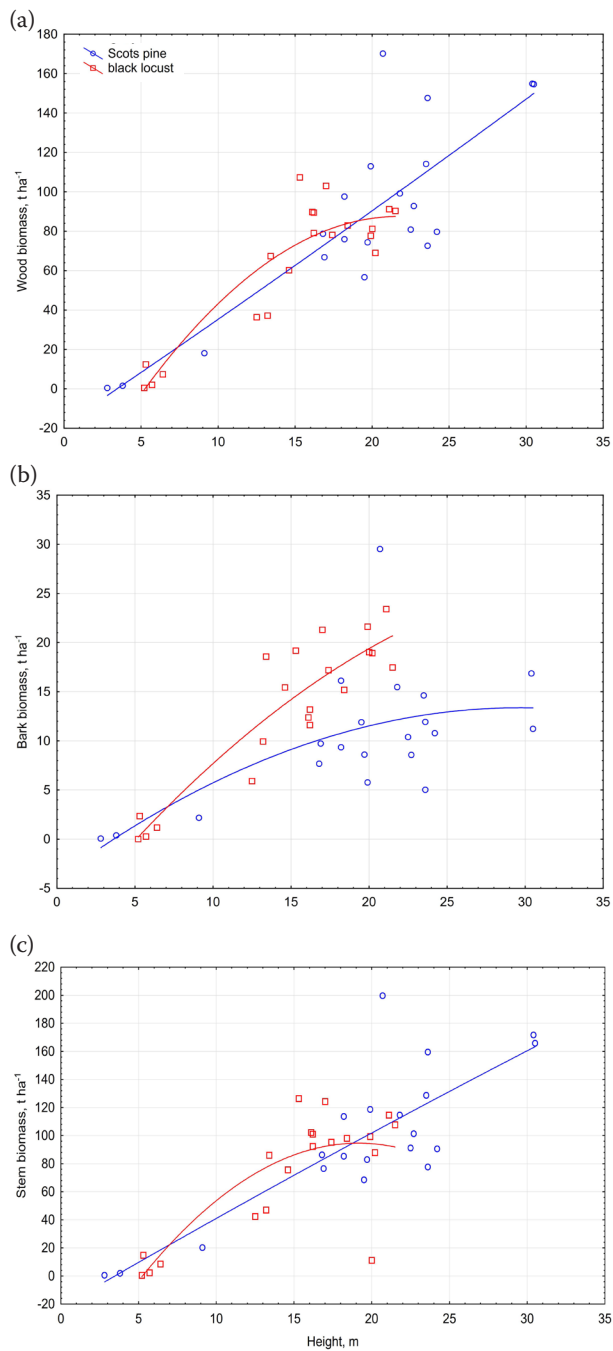 (a)
180
160
140
120
100
80
60
40
20
0
-20
Wood biomass, t ha⁻¹
Scots pine
black locust
0 5 10 15 20 25 30 35
(b)
35
30
25
20
15
10
5
0
-5
Bark biomass, t ha⁻¹
0 5 10 15 20 25 30 35
(c)
220
200
180
160
140
120
100
80
60
40
20
0
-20
Stem biomass, t ha⁻¹
0 5 10 15 20 25 30 35
Height, m